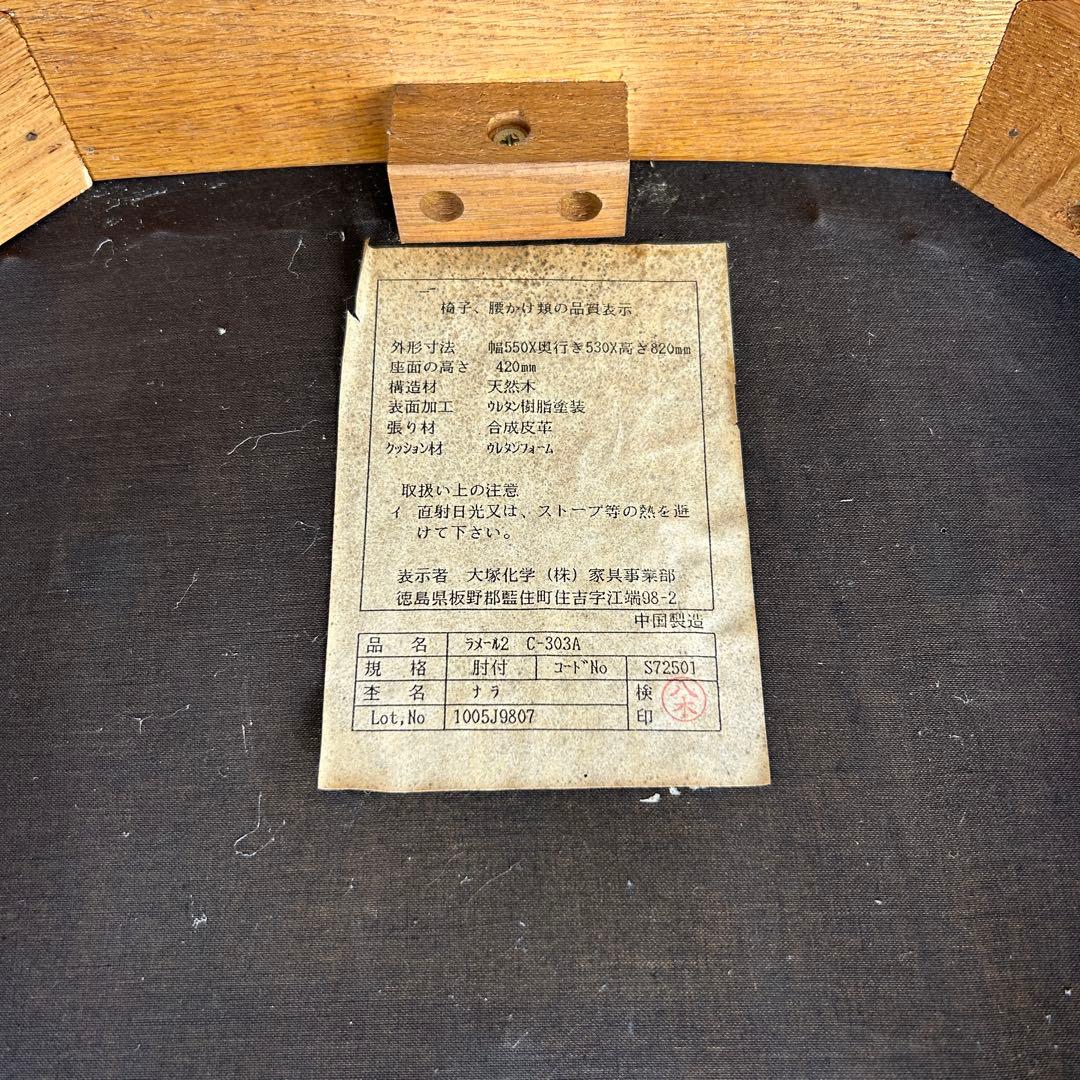 椅子、腰かけ類の品質表示
外形寸法 幅550X奥行き530X高さ820mm
座面の高さ 420mm
構造材 天然木
表面加工 ウレタン樹脂塗装
張り材 合成皮革
クッション材 ウレタンフォーム
取扱い上の注意
ィ 直射日光又は、ストーブ等の熱を避
けて下さい。
表示者 大塚化学（株）家具事業部
徳島県板野郡藍住町住吉字江端98-2
中国製造
品名 ラメール2 C-303A
規格 肘付 コードNo S72501
杢名 ナラ 検印 八木
Lot,No 1005J9807